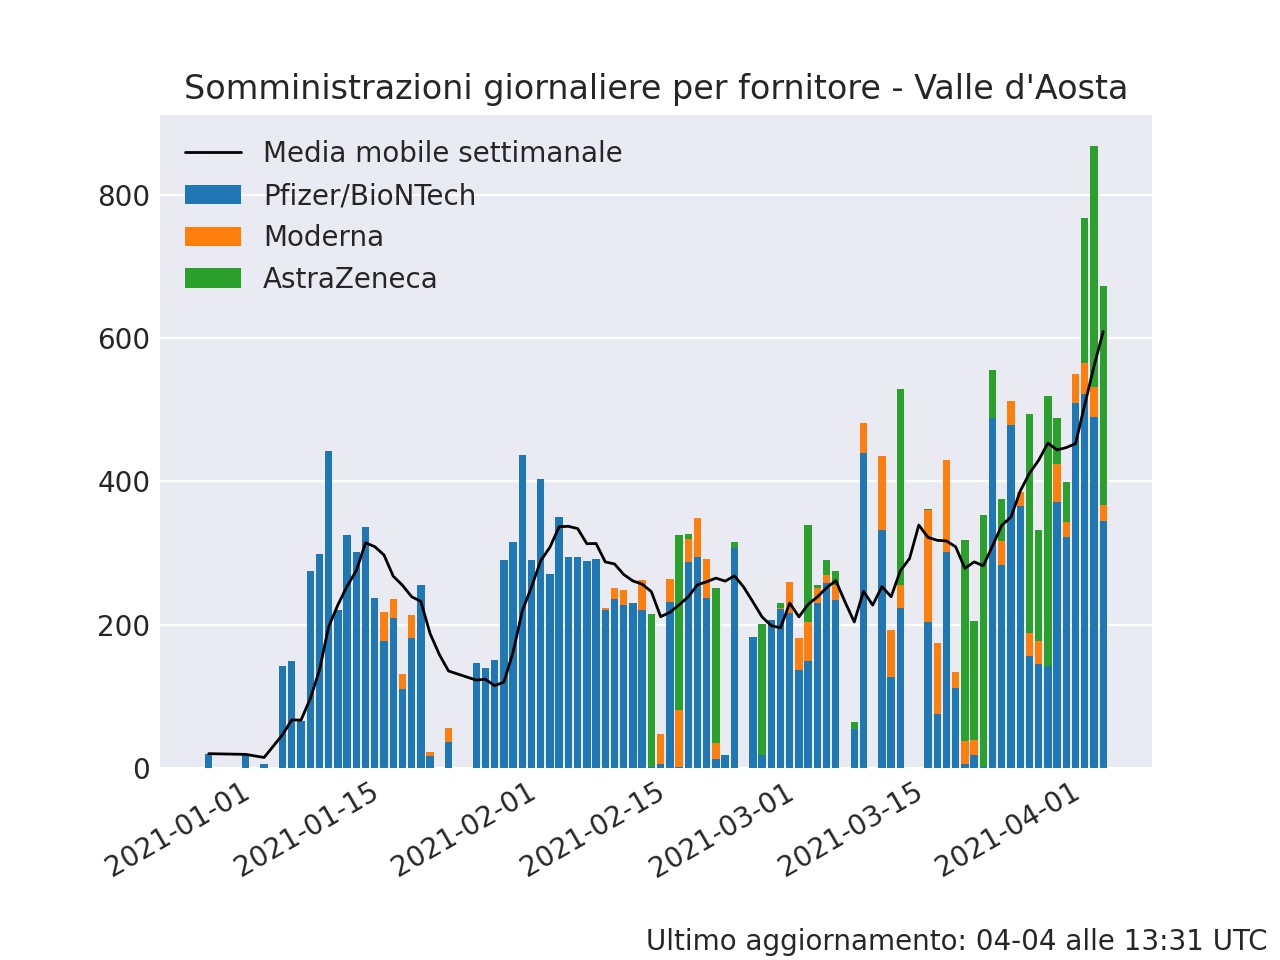 Somministrazioni giornaliere per fornitore - Valle d'Aosta
Media mobile settimanale
Pfizer/BioNTech
Moderna
AstraZeneca
800
600
400
200
0
2021-01-01
2021-01-15
2021-02-01
2021-02-15
2021-03-01
2021-03-15
2021-04-01
Ultimo aggiornamento: 04-04 alle 13:31 UTC